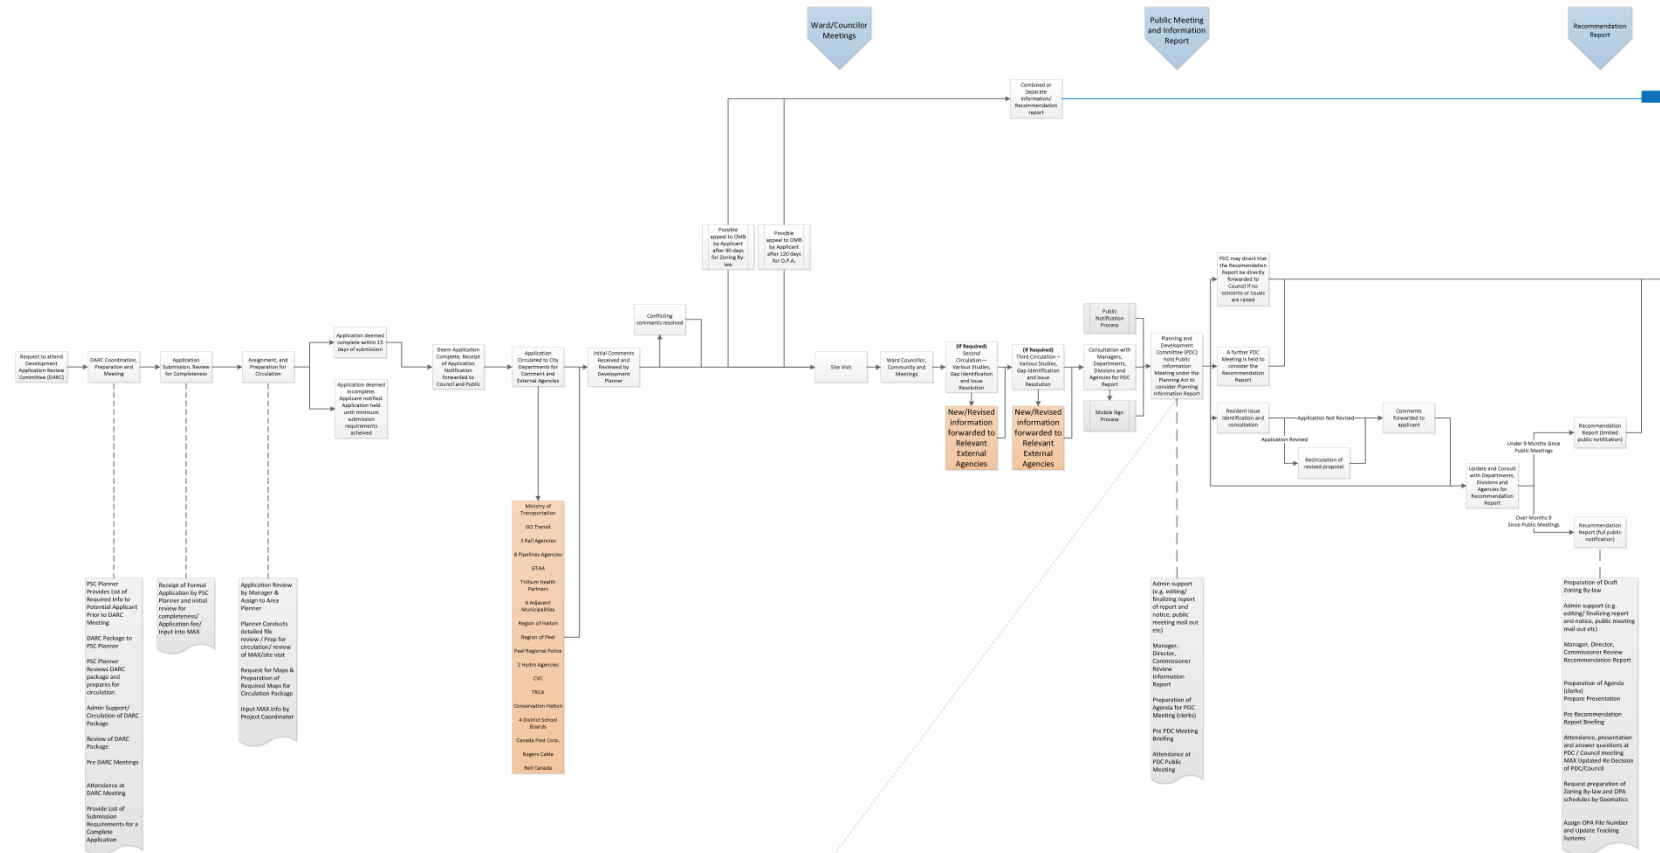 Ward/Councilor
Meetings
Public Meeting
and Information
Report
Recommendation
Report
Combined or
Separate
Information/
Recommendation
report
Possible
appeal to OMB
by Applicant
after 90 days
for Zoning By-
law
Possible
appeal to OMB
by Applicant
after 120 days
for O.P.A.
Request to attend
Development
Application Review
Committee (DARC)
DARC Coordination,
Preparation and
Meeting
Application
Submission, Review
for Completeness
Assignment, and
Preparation for
Circulation
Application deemed
complete within 15
days of submission
Application deemed
incomplete.
Applicant notified.
Application held
until minimum
submission
requirements
acheived
Deem Application
Complete, Receipt
of Application
Notification
forwarded to
Council and Public
Application
Circulated to City
Departments for
Comment and
External Agencies
Initial Comments
Received and
Reviewed by
Development
Planner
Conflicting
comments resolved
Site Visit
Ward Councillor,
Community and
Meetings
(If Required)
Second
Circulation—
Various Studies,
Gap Identification
and Issue
Resolution
New/Revised
information
forwarded to
Relevant
External
Agencies
(If Required)
Third Circulation –
Various Studies,
Gap Identification
and Issue
Resolution
New/Revised
information
forwarded to
Relevant
External
Agencies
Public
Notification
Process
Consultation with
Managers,
Departments,
Divisions and
Agencies for PDC
Report
Mobile Sign
Process
Planning and
Development
Committee (PDC)
hold Public
Information
Meeting under the
Planning Act to
consider Planning
Information Report
PDC may direct that
the Recomendation
Report be directly
forwarded to
Council if no
concerns or issues
are raised
A further PDC
Meeting is held to
consider the
Recommendation
Report
Resident Issue
Identification and
consultation
Application Not Revised
Application Revised
Recirculation of
revised proposal
Comments
forwarded to
applicant
Update and Consult
with Departments,
Divisions and
Agencies for
Recommendation
Report
Under 9 Months Since
Public Meetings
Over Months 9
Since Public Meetings
Recommendation
Report (limited
public notification)
Recommendation
Report (full public
notification)
Ministry of
Transportation
GO Transit
3 Rail Agencies
8 Pipelines Agencies
GTAA
Trillium Health
Partners
6 Adjacent
Municipalities
Region of Halton
Region of Peel
Peel Regional Police
2 Hydro Agencies
CVC
TRCA
Conservation Halton
4 District School
Boards
Canada Post Corp.
Rogers Cable
Bell Canada
PSC Planner
Provides List of
Required Info to
Potential Applicant
Prior to DARC
Meeting
DARC Package to
PSC Planner
PSC Planner
Reviews DARC
package and
prepares for
circulation
Admin Support/
Circulation of DARC
Package
Review of DARC
Package
Pre DARC Meetings
Attendance at
DARC Meeting
Provide List of
Submission
Requirements for a
Complete
Application
Receipt of Formal
Application by PSC
Planner and initial
review for
completeness/
Application fee/
Input into MAX
Application Review
by Manager &
Assign to Area
Planner
Planner Conducts
detailed file
review / Prep for
circulation/ review
of MAX/site visit
Request for Maps &
Preparation of
Required Maps for
Circulation Package
Input MAX info by
Project Coordinator
Admin support
(e.g. editing/
finalizing report
of report and
notice, public
meeting mail out
etc)
Manager,
Director,
Commissioner
Review
Information
Report
Preparation of
Agenda for PDC
Meeting (clerks)
Pre PDC Meeting
Briefing
Attendance at
PDC Public
Meeting
Preparation of Draft
Zoning By-law
Admin support (e.g.
editing/ finalizing report
and notice, public meeting
mail out etc)
Manager, Director,
Commissioner Review
Recommendation Report
Preparation of Agenda
(clerks)
Prepare Presentation
Pre Recommendation
Report Briefing
Attendance, presentation
and answer questions at
PDC / Council meeting
MAX Updated Re Decision
of PDC/Council
Request preparation of
Zoning By-law and OPA
schedules by Geomatics
Assign OPA File Number
and Update Tracking
Systems